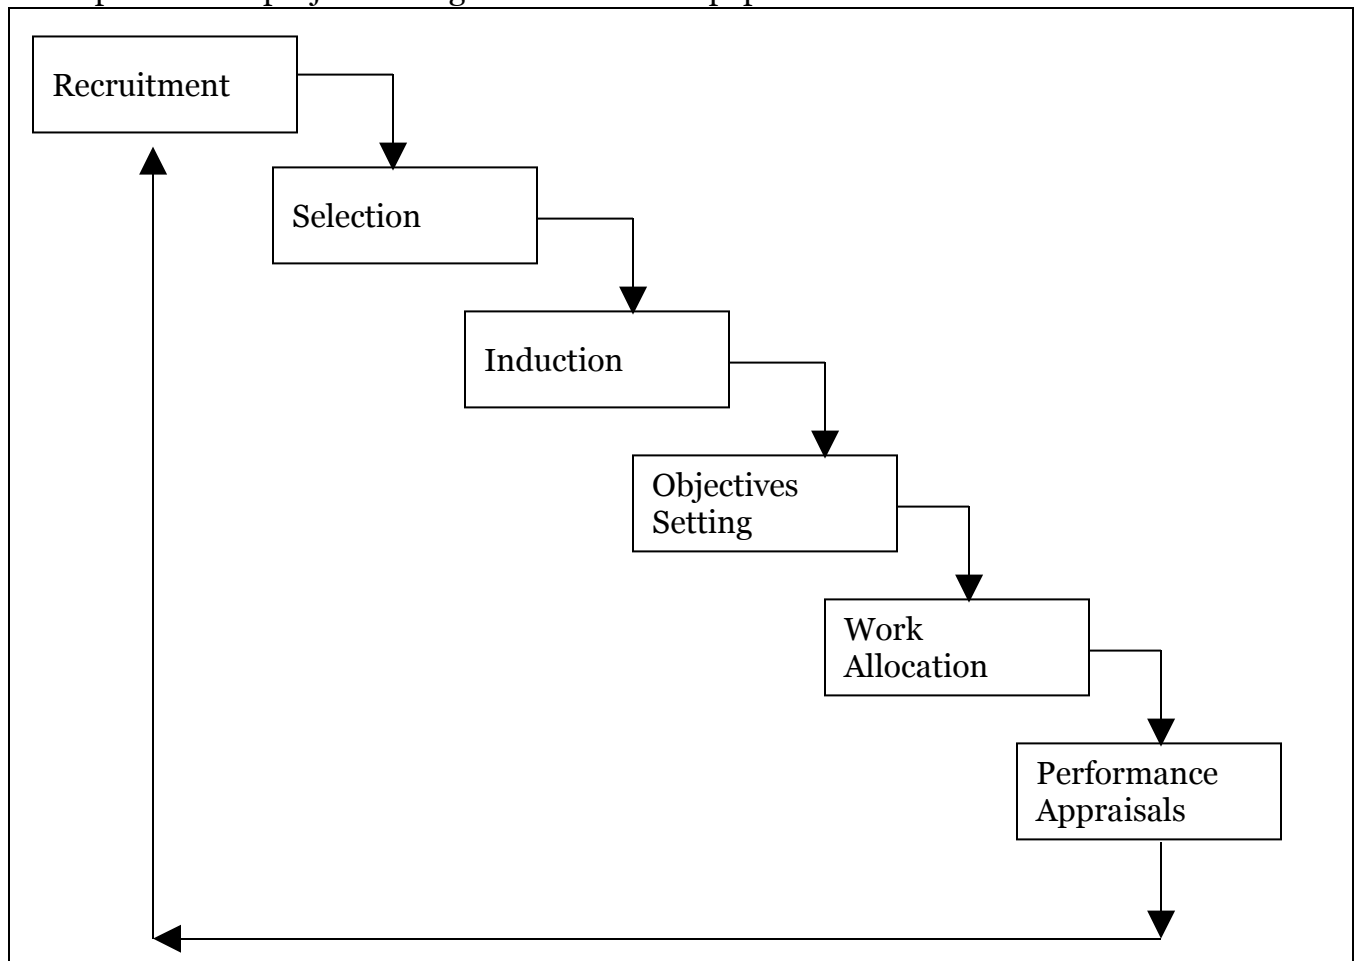 Recruitment
Selection
Induction
Objectives
Setting
Work
Allocation
Performance
Appraisals